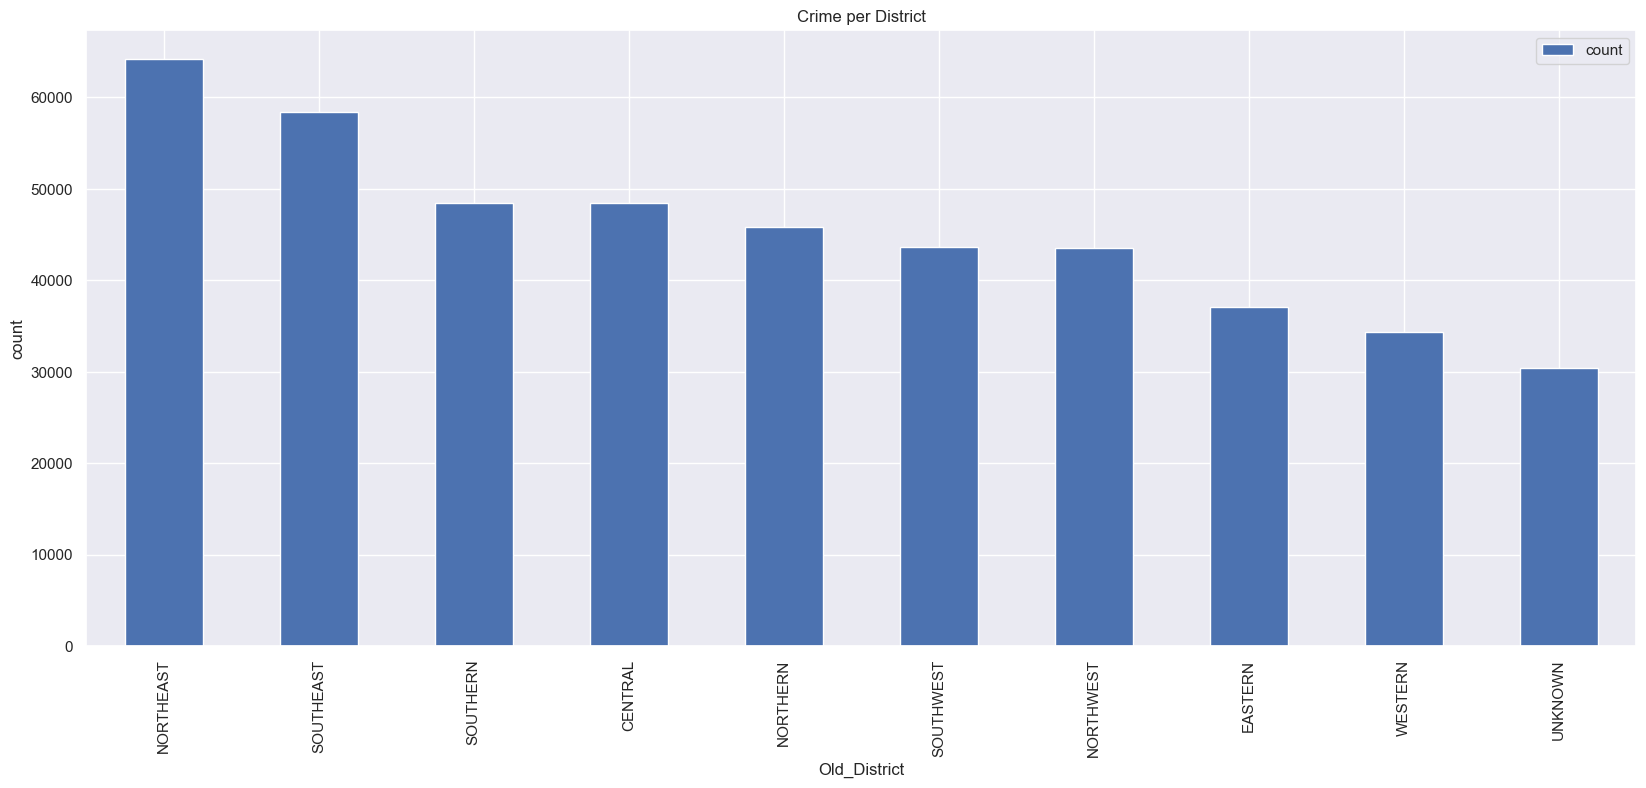 Crime per District
count
60000
50000
40000
30000
20000
10000
0
count
NORTHEAST
SOUTHEAST
SOUTHERN
CENTRAL
NORTHERN
SOUTHWEST
NORTHWEST
EASTERN
WESTERN
UNKNOWN
Old_District